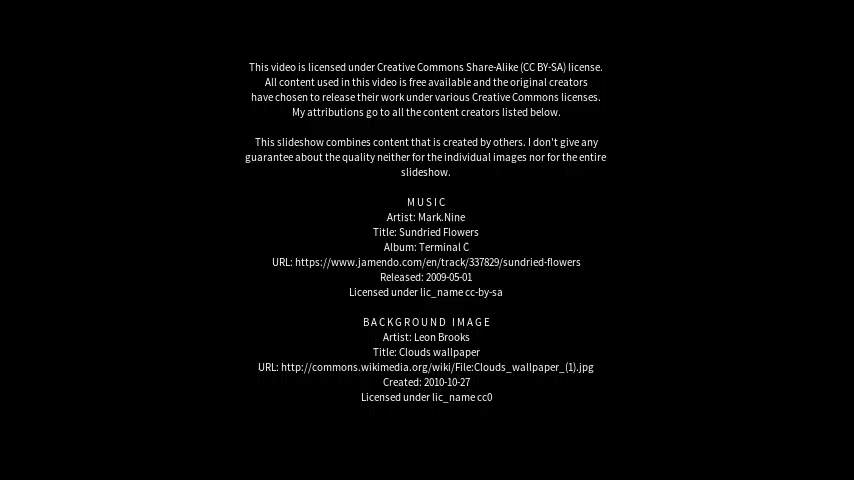 This video is licensed under Creative Commons Share-Alike (CC BY-SA) license.
All content used in this video is free available and the original creators
have chosen to release their work under various Creative Commons licenses.
My attributions go to all the content creators listed below.
This slideshow combines content that is created by others. I don't give any
guarantee about the quality neither for the individual images nor for the entire
slideshow.
MUSIC
Artist: Mark.Nine
Title: Sundried Flowers
Album: Terminal C
URL: https://www.jamendo.com/en/track/337829/sundried-flowers
Released: 2009-05-01
Licensed under lic_name cc-by-sa
BACKGROUND IMAGE
Artist: Leon Brooks
Title: Clouds wallpaper
URL: http://commons.wikimedia.org/wiki/File:Clouds_wallpaper_(1).jpg
Created: 2010-10-27
Licensed under lic_name cc0